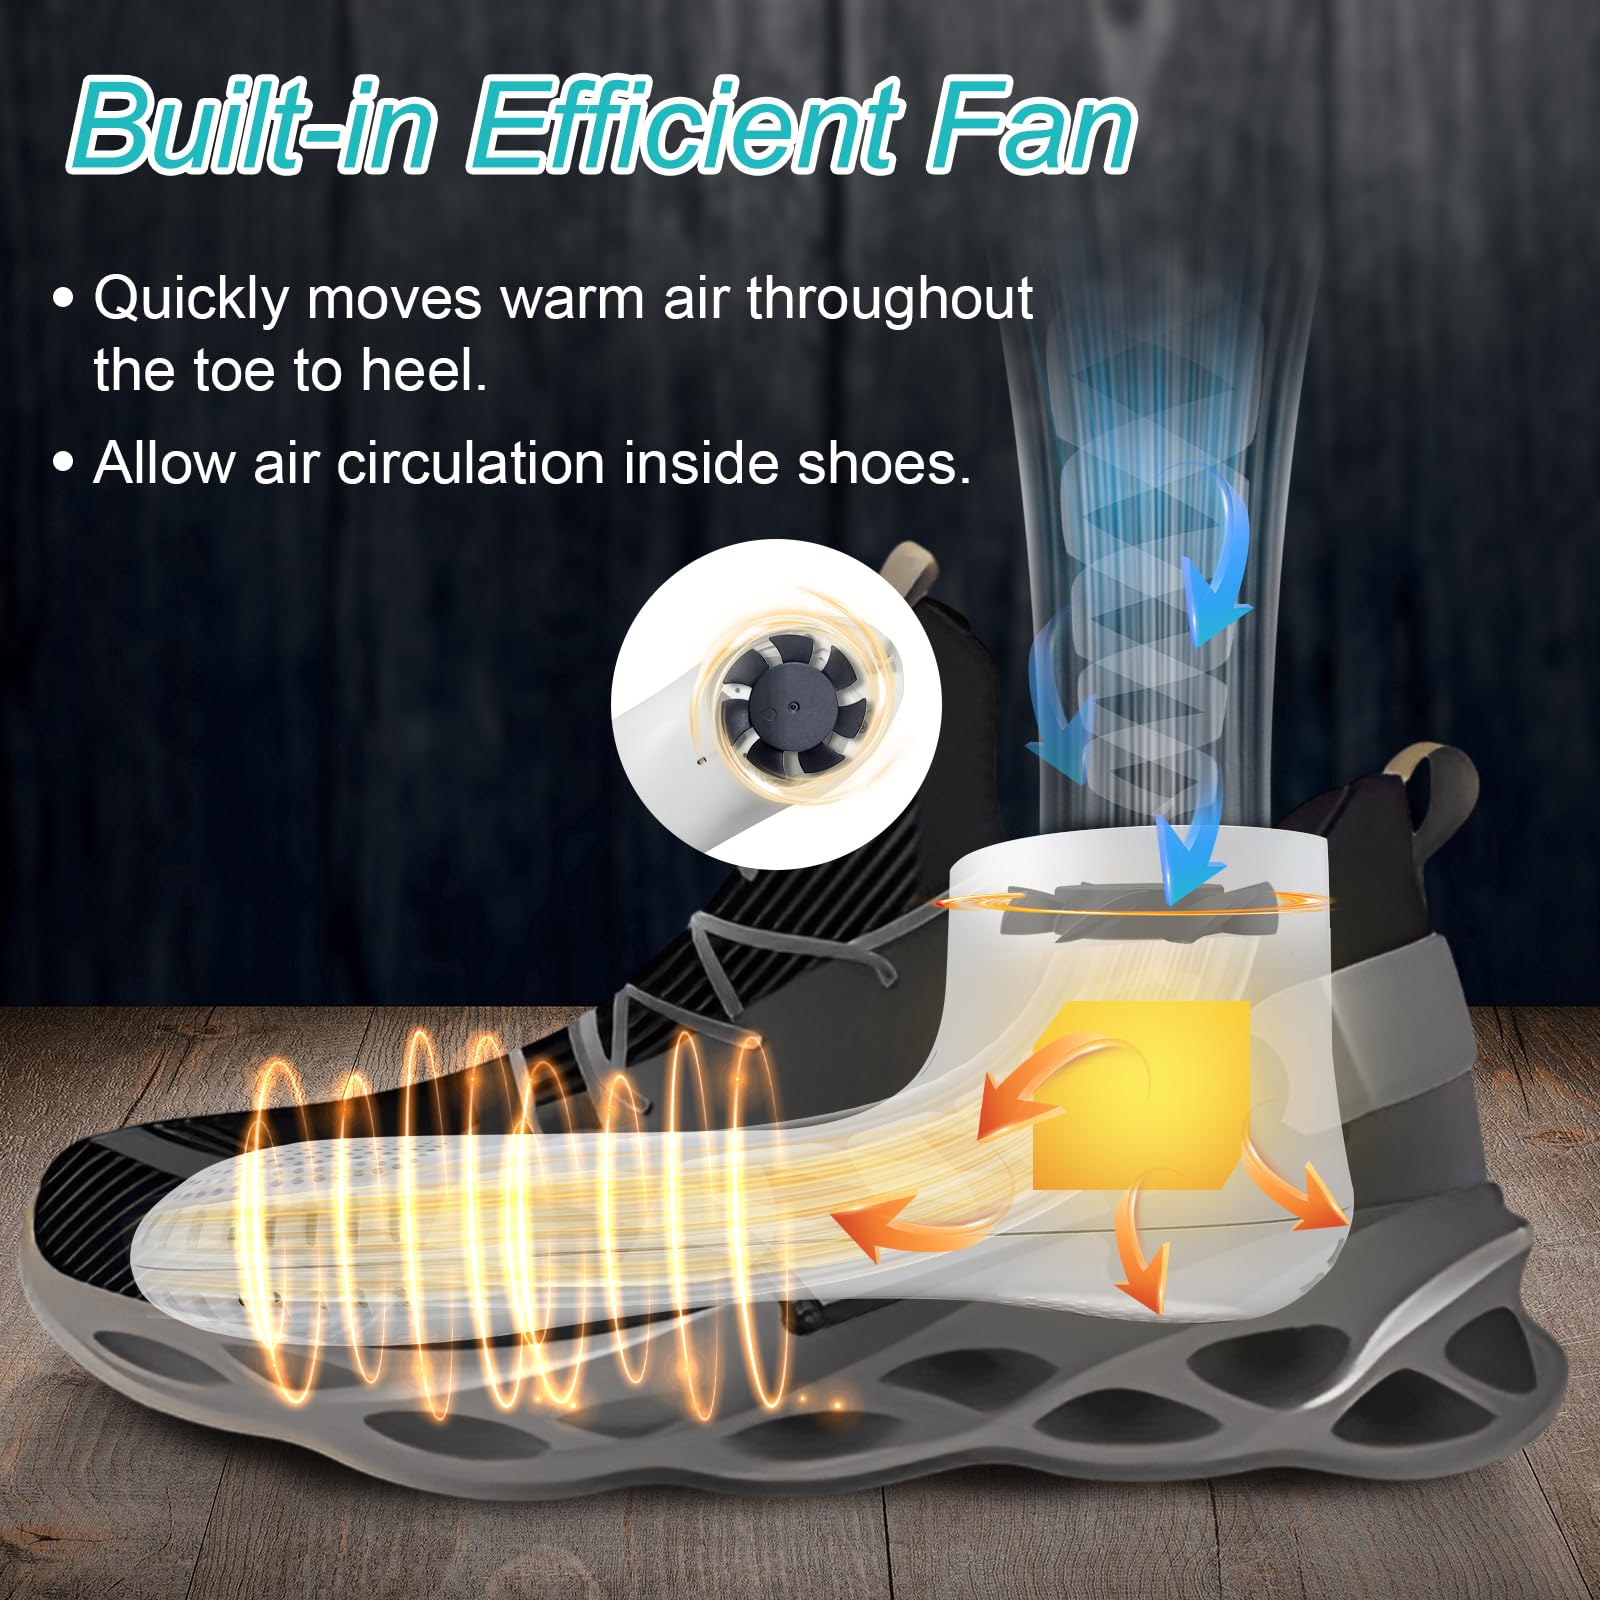 Built-in Efficient Fan
• Quickly moves warm air throughout
the toe to heel.
• Allow air circulation inside shoes.